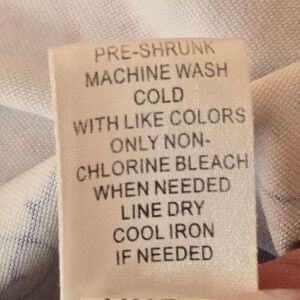 PRE-SHRUNK
MACHINE WASH
COLD
WITH LIKE COLORS
ONLY NON-
CHLORINE BLEACH
WHEN NEEDED
LINE DRY
COOL IRON
IF NEEDED